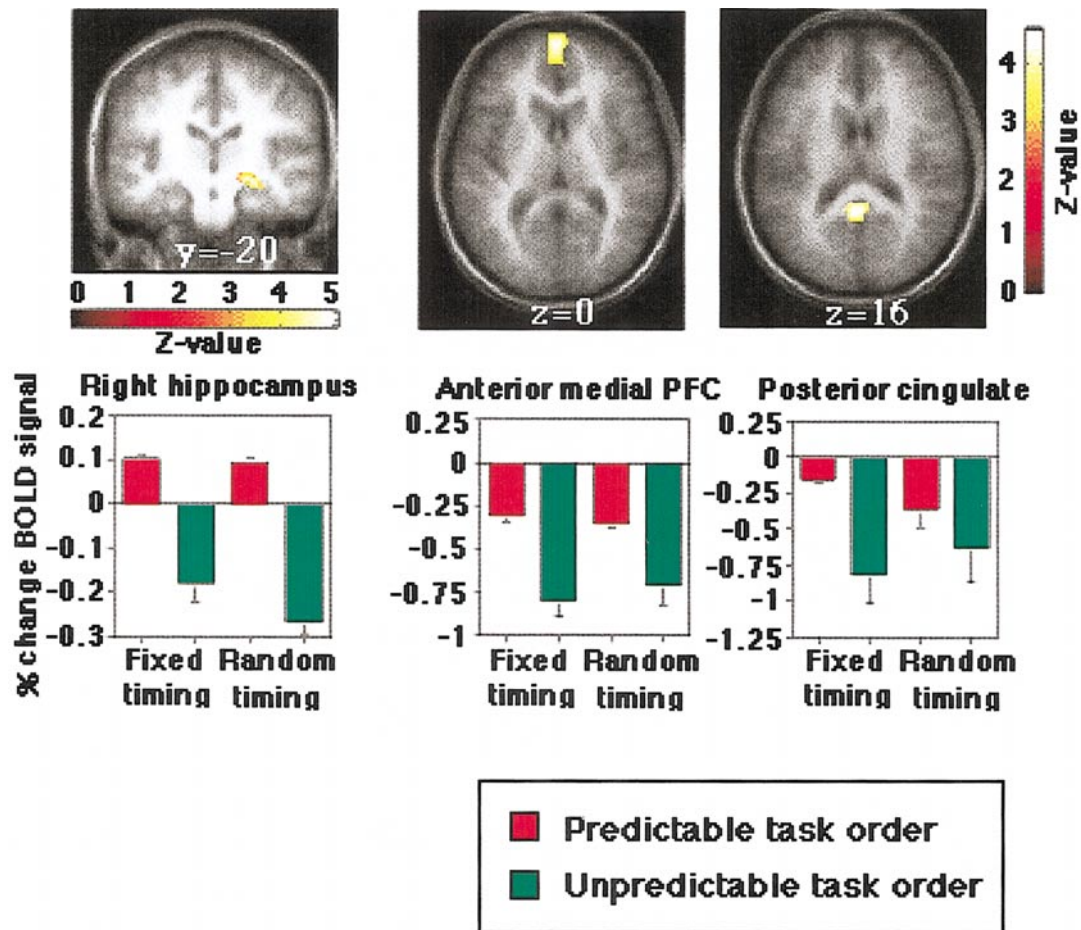 y=-20
z=0
z=16
0 1 2 3 4 5
Z-value
4
3
2
1
0
Z-value
% change BOLD signal
Right hippocampus
0.2
0.1
0
-0.1
-0.2
-0.3
Fixed Random
timing timing
Anterior medial PFC
0.25
0
-0.25
-0.5
-0.75
-1
Fixed Random
timing timing
Posterior cingulate
0.25
0
-0.25
-0.5
-0.75
-1
-1.25
Fixed Random
timing timing
Predictable task order
Unpredictable task order